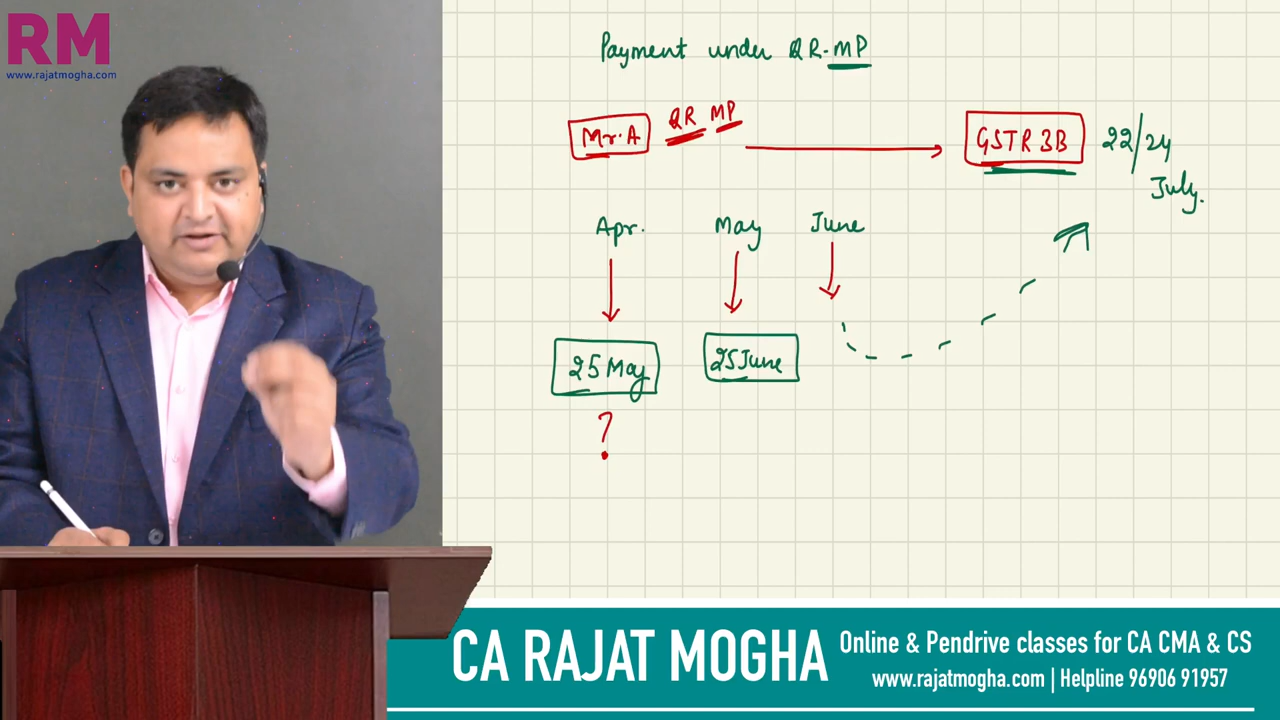 RM
www.rajatmogha.com
Payment under QR-MP
Mr. A QR MP
GSTR 3B 22/24 July.
Apr. May June
25 May 25 June
?
CA RAJAT MOGHA
Online & Pendrive classes for CA CMA & CS
www.rajatmogha.com | Helpline 96906 91957